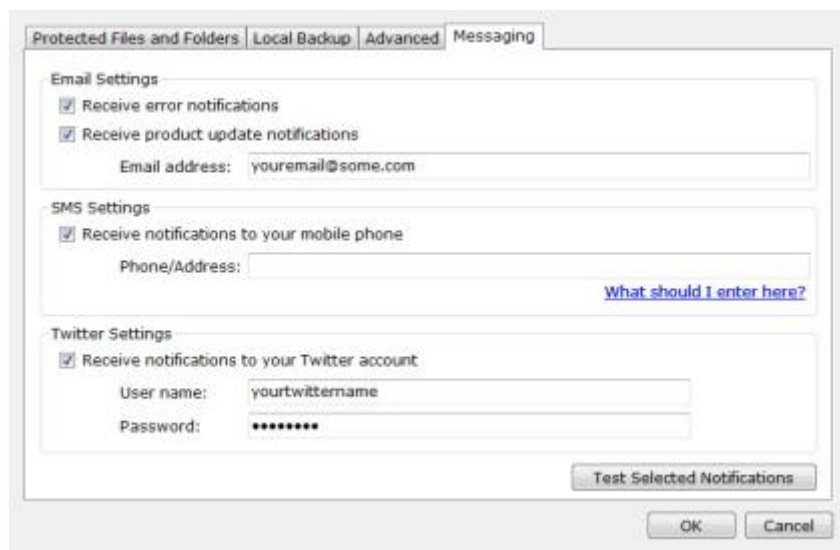 Protected Files and Folders Local Backup Advanced Messaging
Email Settings
Receive error notifications
Receive product update notifications
Email address: youremail@some.com
SMS Settings
Receive notifications to your mobile phone
Phone/Address:
What should I enter here?
Twitter Settings
Receive notifications to your Twitter account
User name: yourtwittername
Password: ••••••••
Test Selected Notifications
OK Cancel